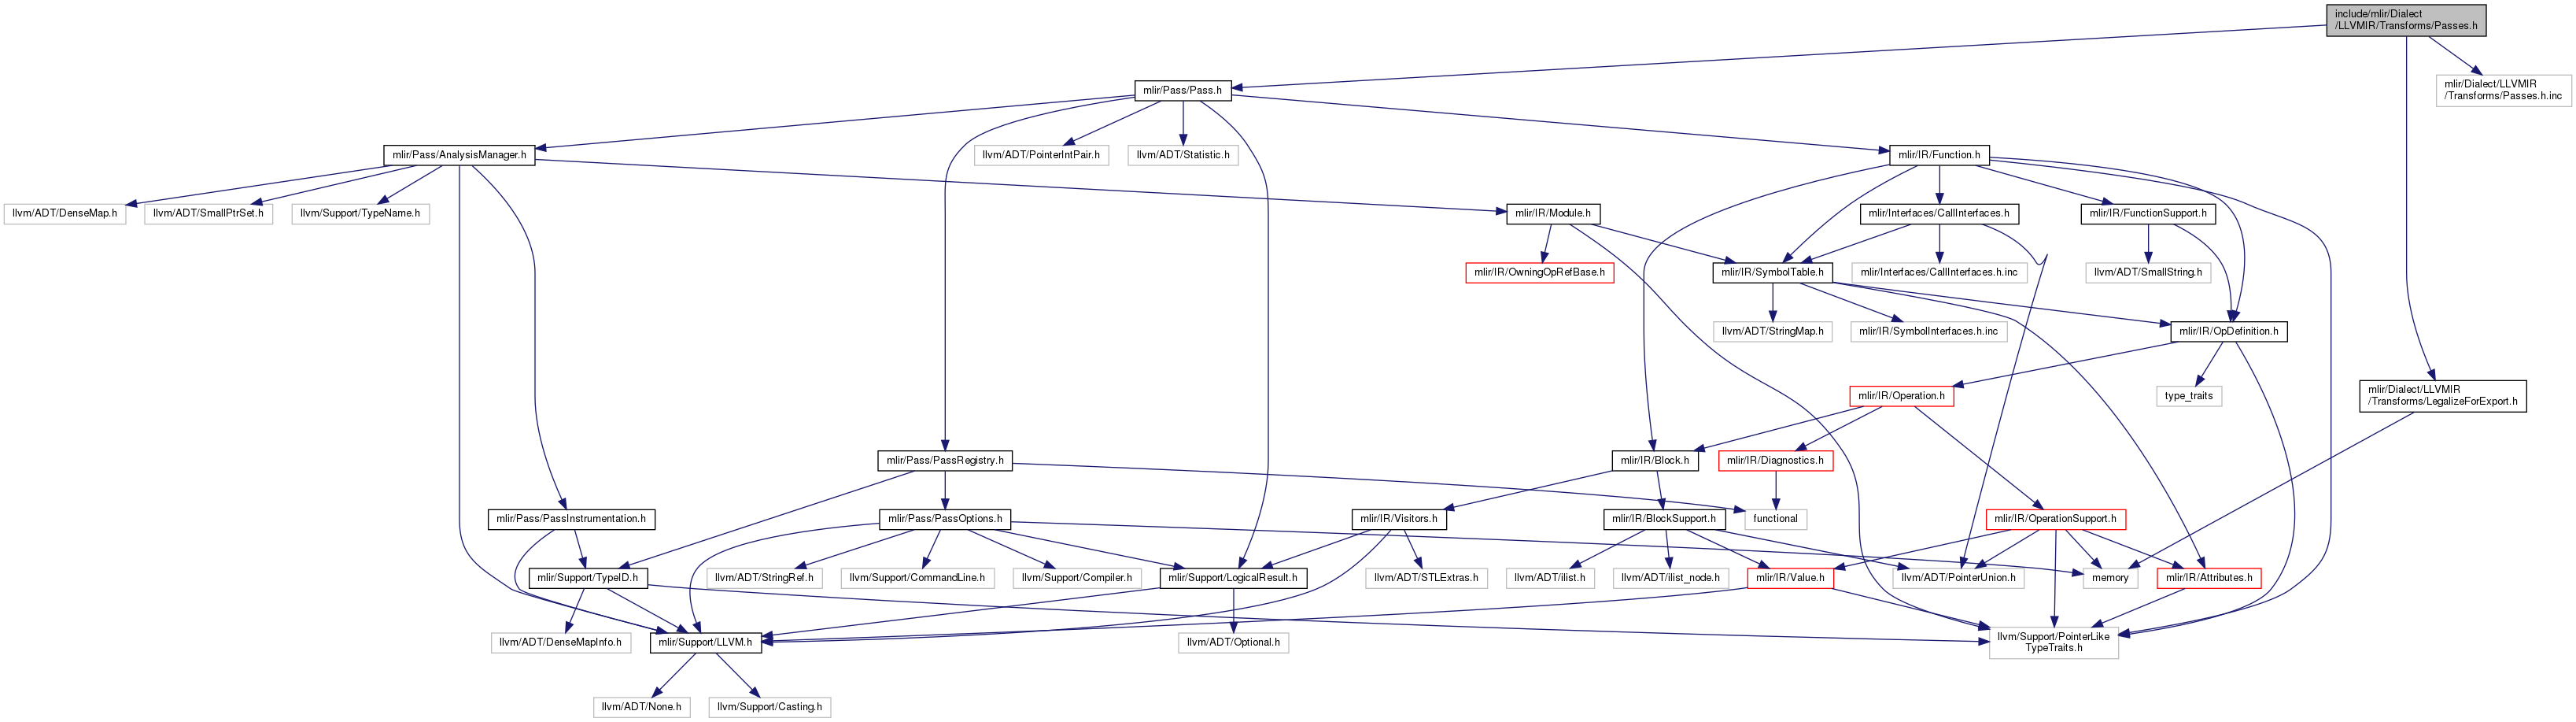 include/mlir/Dialect
/LLVMIR/Transforms/Passes.h
mlir/Pass/Pass.h
mlir/Dialect/LLVMIR
/Transforms/Passes.h.inc
mlir/Pass/AnalysisManager.h
llvm/ADT/PointerIntPair.h
llvm/ADT/Statistic.h
mlir/IR/Function.h
llvm/ADT/DenseMap.h
llvm/ADT/SmallPtrSet.h
llvm/Support/TypeName.h
mlir/IR/Module.h
mlir/Interfaces/CallInterfaces.h
mlir/IR/FunctionSupport.h
mlir/IR/OwningOpRefBase.h
mlir/IR/SymbolTable.h
mlir/Interfaces/CallInterfaces.h.inc
llvm/ADT/SmallString.h
llvm/ADT/StringMap.h
mlir/IR/SymbolInterfaces.h.inc
mlir/IR/OpDefinition.h
mlir/IR/Operation.h
type_traits
mlir/Dialect/LLVMIR
/Transforms/LegalizeForExport.h
mlir/Pass/PassRegistry.h
mlir/IR/Block.h
mlir/IR/Diagnostics.h
mlir/Pass/PassInstrumentation.h
mlir/Pass/PassOptions.h
mlir/IR/Visitors.h
mlir/IR/BlockSupport.h
functional
mlir/IR/OperationSupport.h
mlir/Support/TypeID.h
llvm/ADT/StringRef.h
llvm/Support/CommandLine.h
llvm/Support/Compiler.h
mlir/Support/LogicalResult.h
llvm/ADT/STLExtras.h
llvm/ADT/ilist.h
llvm/ADT/ilist_node.h
mlir/IR/Value.h
llvm/ADT/PointerUnion.h
memory
mlir/IR/Attributes.h
llvm/ADT/DenseMapInfo.h
mlir/Support/LLVM.h
llvm/ADT/Optional.h
llvm/Support/PointerLike
TypeTraits.h
llvm/ADT/None.h
llvm/Support/Casting.h